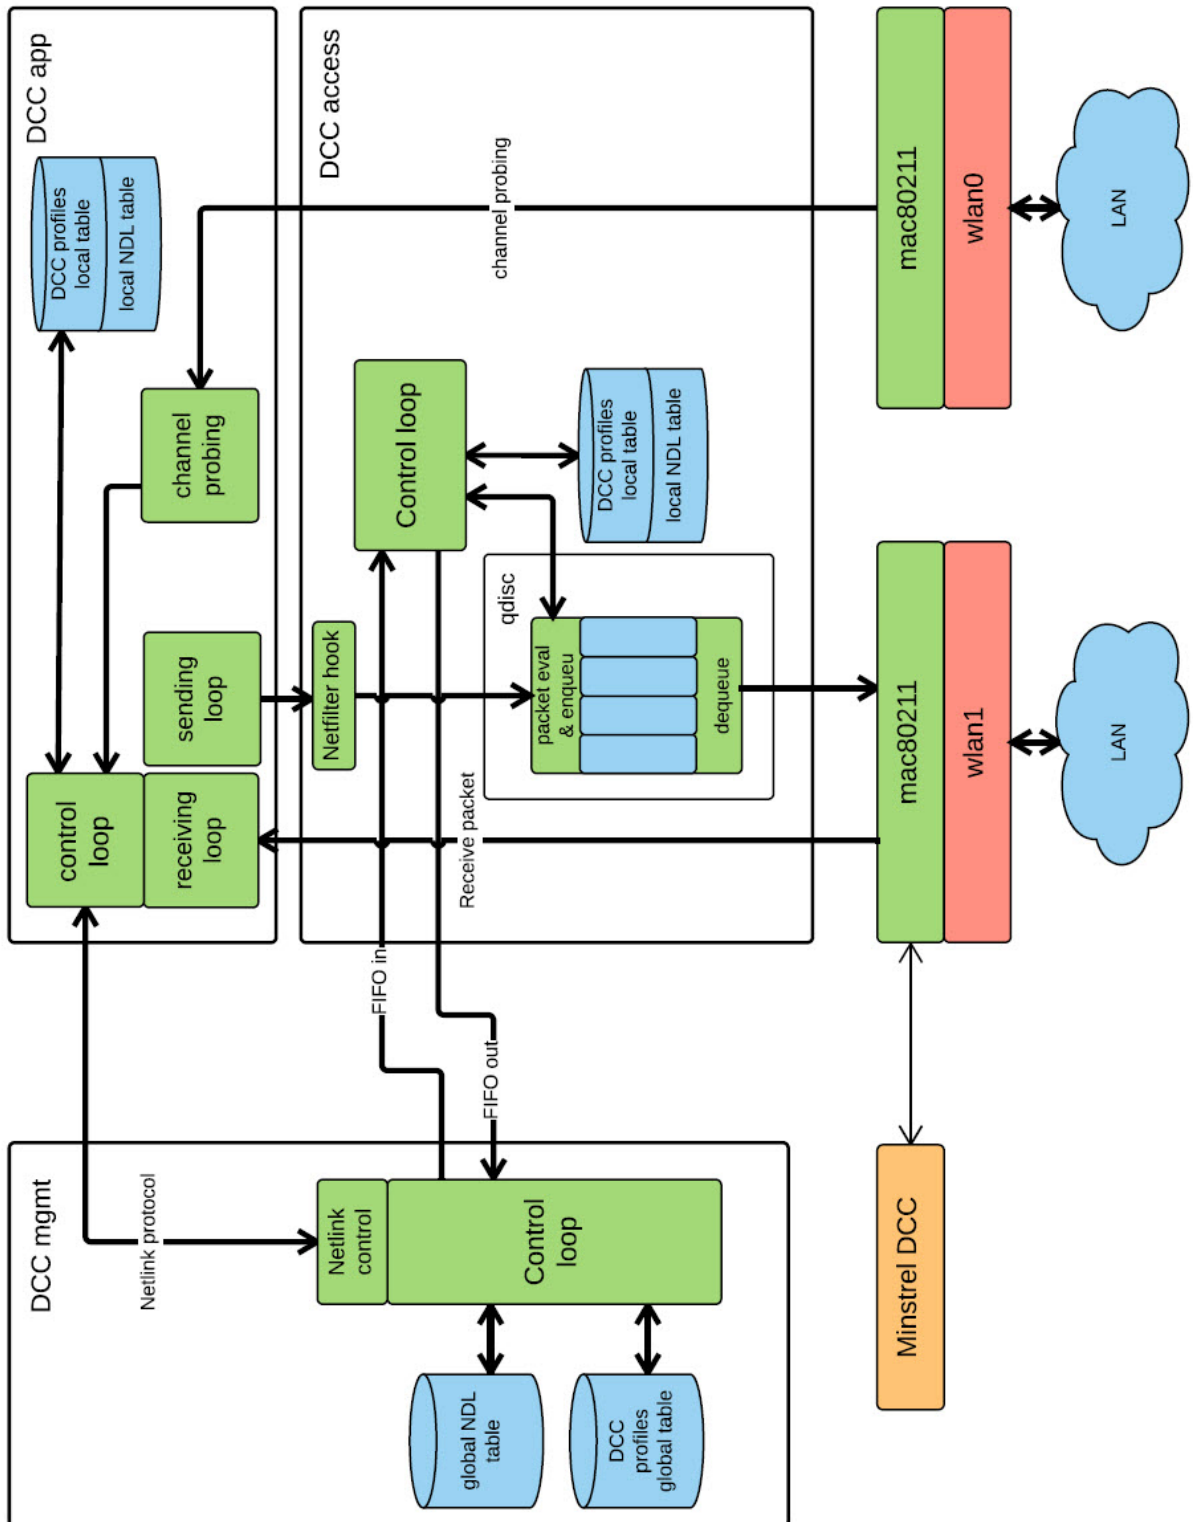 DCC mgmt
Netlink protocol
Netlink
control
Control
loop
global NDL
table
DCC
profiles
global table
DCC app
control
loop
receiving
loop
sending
loop
channel
probing
DCC profiles
local table
local NDL table
DCC access
FIFO in
FIFO out
Netfilter hook
Receive packet
Control loop
channel probing
qdisc
packet eval
& enqueu
dequeue
DCC profiles
local table
local NDL table
Minstrel DCC
mac80211
wlan1
LAN
mac80211
wlan0
LAN